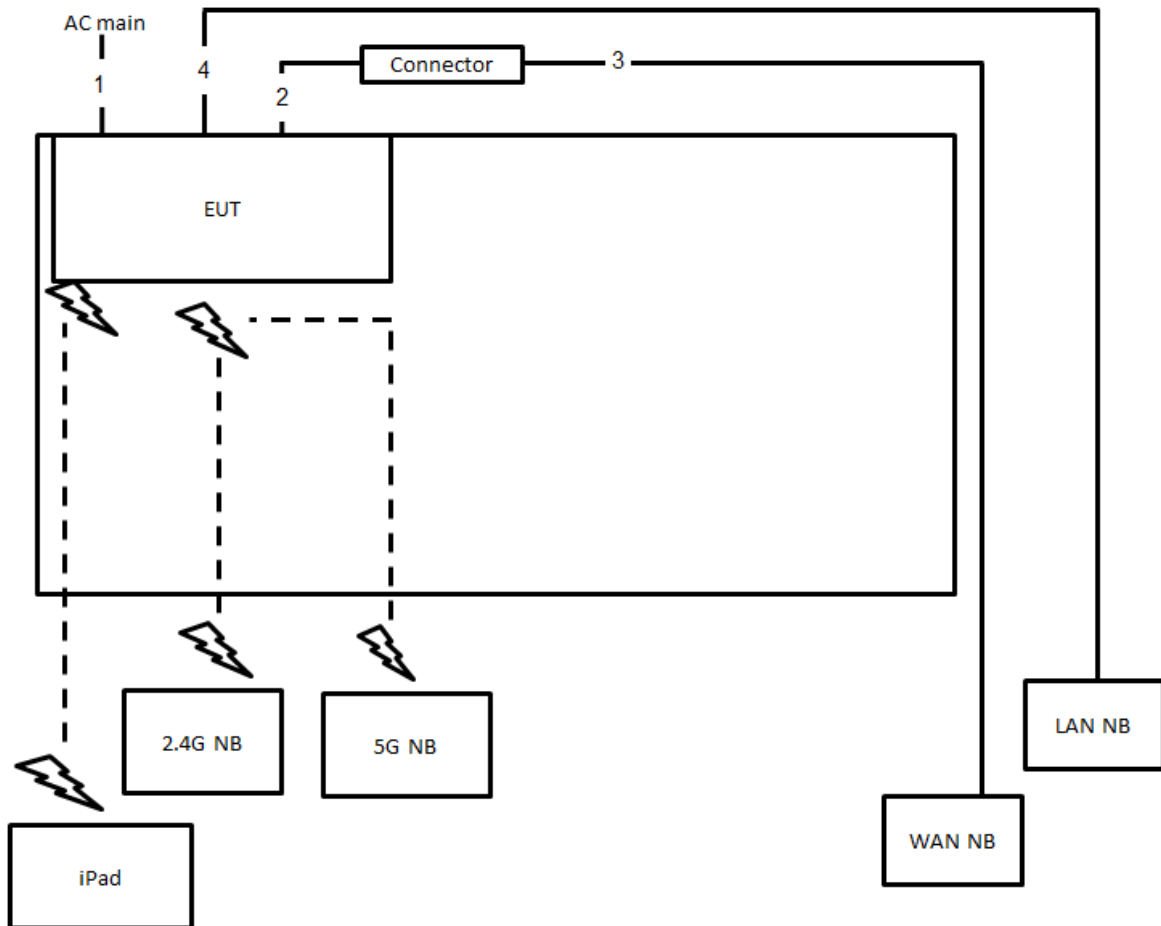 AC main
1
4
2
Connector
3
EUT
2.4G NB
5G NB
LAN NB
WAN NB
iPad